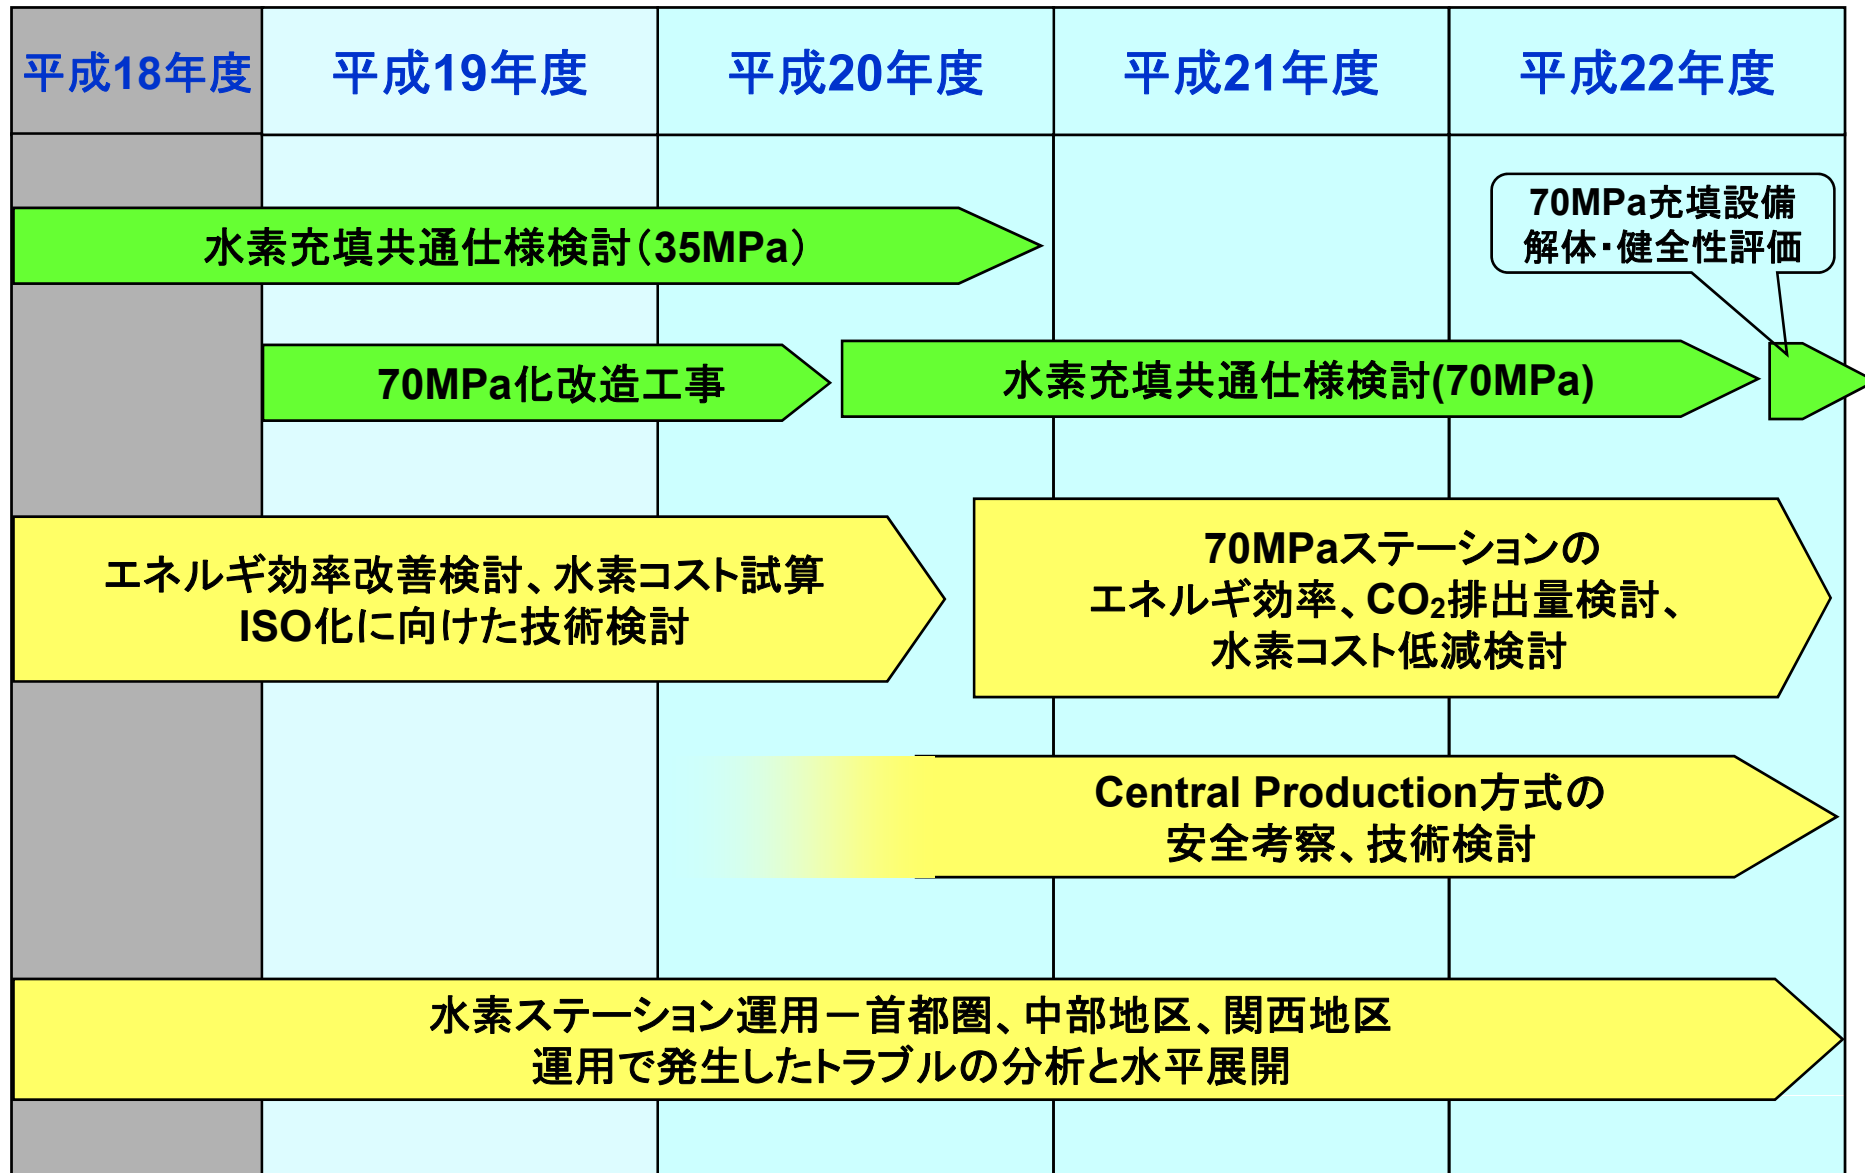 平成18年度
平成19年度
平成20年度
平成21年度
平成22年度
70MPa充填設備
解体・健全性評価
水素充填共通仕様検討（35MPa）
70MPa化改造工事
水素充填共通仕様検討(70MPa)
エネルギ効率改善検討、水素コスト試算
ISO化に向けた技術検討
70MPaステーションの
エネルギ効率、CO₂排出量検討、
水素コスト低減検討
Central Production方式の
安全考察、技術検討
水素ステーション運用－首都圏、中部地区、関西地区
運用で発生したトラブルの分析と水平展開